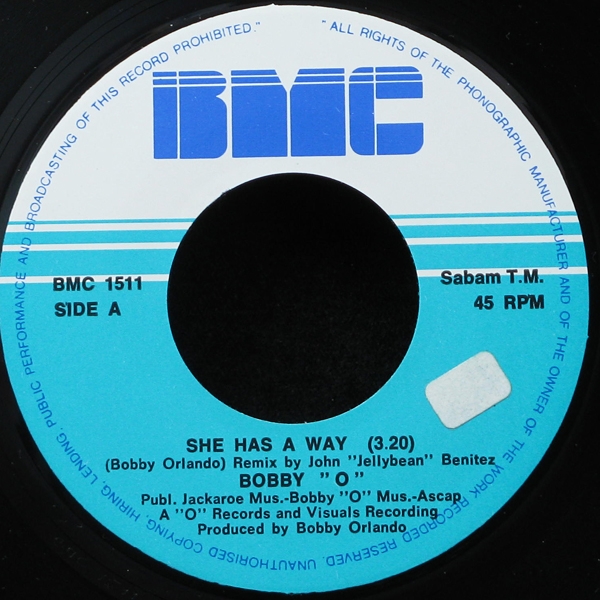 "ALL RIGHTS OF THE PHONOGRAPHIC MANUFACTURER AND OF THE OWNER OF THE WORK RECORDED RESERVED. UNAUTHORISED COPYING, HIRING, LENDING, PUBLIC PERFORMANCE AND BROADCASTING OF THIS RECORD PROHIBITED."
BMC
BMC 1511
SIDE A
Sabam T.M.
45 RPM
SHE HAS A WAY (3.20)
(Bobby Orlando) Remix by John "Jellybean" Benitez
BOBBY "O"
Publ. Jackaroe Mus.-Bobby "O" Mus.-Ascap
A "O" Records and Visuals Recording
Produced by Bobby Orlando